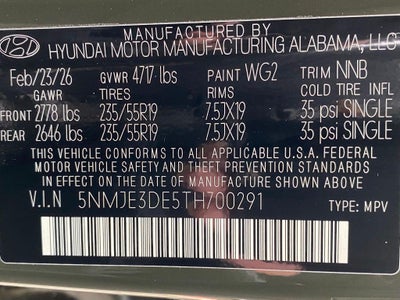 MANUFACTURED BY
HYUNDAI MOTOR MANUFACTURING ALABAMA, LLC
Feb/23/26 GVWR 4717 lbs PAINT WG2 TRIM NNB
GAWR TIRES RIMS COLD TIRE INFL
FRONT 2778 lbs 235/55R19 7.5JX19 35 psi SINGLE
REAR 2646 lbs 235/55R19 7.5JX19 35 psi SINGLE
THIS VEHICLE CONFORMS TO ALL APPLICABLE U.S.A. FEDERAL
MOTOR VEHICLE SAFETY AND THEFT PREVENTION STANDARDS
IN EFFECT ON THE DATE OF MANUFACTURE SHOWN ABOVE.
V.I.N 5NMJE3DE5TH700291 TYPE: MPV